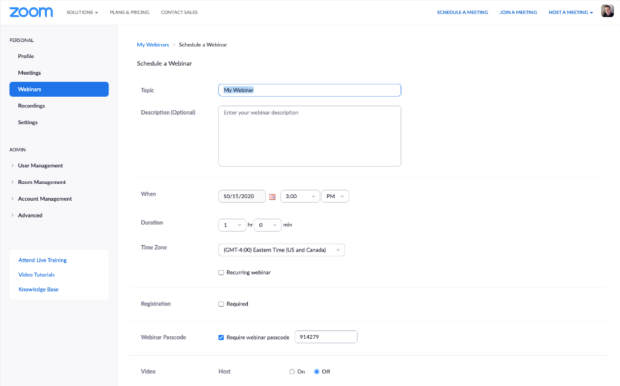 zoom SOLUTIONS PLANS & PRICING CONTACT SALES SCHEDULE A MEETING JOIN A MEETING HOST A MEETING
PERSONAL
Profile
Meetings
Webinars
Recordings
Settings
ADMIN
User Management
Room Management
Account Management
Advanced
Attend Live Training
Video Tutorials
Knowledge Base
My Webinars > Schedule a Webinar
Schedule a Webinar
Topic My Webinar
Description (Optional) Enter your webinar description
When 10/15/2020 3:00 PM
Duration 1 hr 0 min
Time Zone (GMT-4:00) Eastern Time (US and Canada)
Recurring webinar
Registration Required
Webinar Passcode Require webinar passcode 914279
Video Host On Off